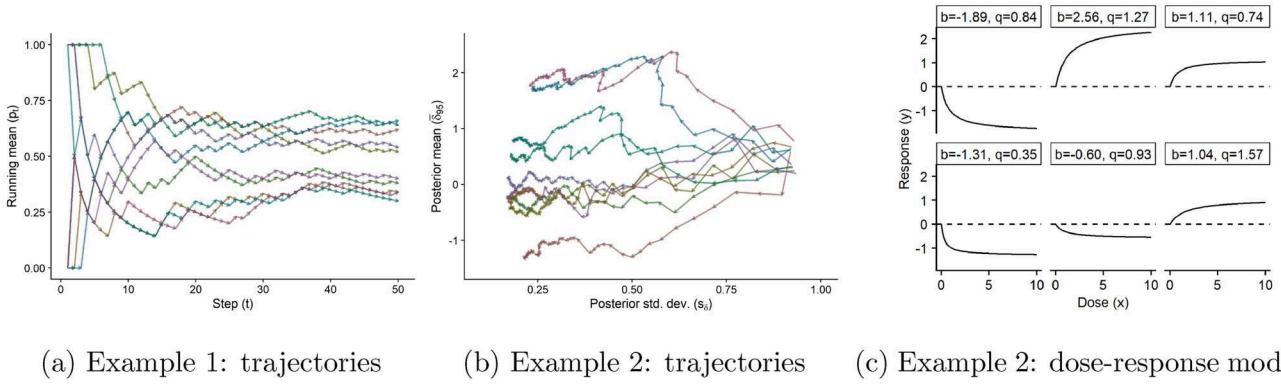 1.00
0.75
0.50
0.25
0.00
Running mean (pt)
0 10 20 30 40 50
Step (t)
(a) Example 1: trajectories
2
1
0
-1
Posterior mean (δ̄95)
0.25 0.50 0.75 1.00
Posterior std. dev. (sδ)
(b) Example 2: trajectories
b=-1.89, q=0.84 b=2.56, q=1.27 b=1.11, q=0.74
2
1
0
-1
b=-1.31, q=0.35 b=-0.60, q=0.93 b=1.04, q=1.57
2
1
0
-1
Response (y)
0 5 10 0 5 10 0 5 10
Dose (x)
(c) Example 2: dose-response mod